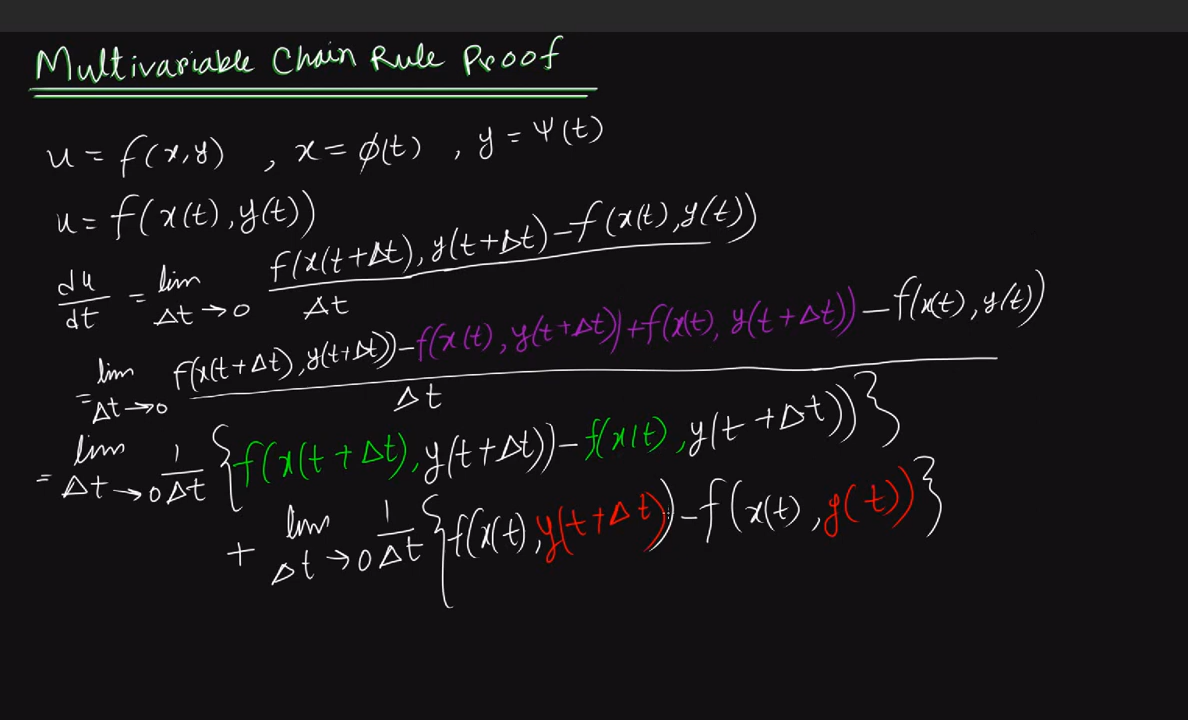 Multivariable Chain Rule Proof
u = f(x,y) , x = ϕ(t) , y = Ψ(t)
u = f(x(t),y(t))
du/dt = lim Δt→0 f(x(t+Δt), y(t+Δt) - f(x(t),y(t)) / Δt
= lim Δt→0 f(x(t+Δt), y(t+Δt)) - f(x(t), y(t+Δt)) + f(x(t), y(t+Δt)) - f(x(t), y(t)) / Δt
= lim Δt→0 1/Δt {f(x(t+Δt), y(t+Δt)) - f(x(t), y(t+Δt))}
+ lim Δt→0 1/Δt {f(x(t), y(t+Δt)) - f(x(t), y(t))}